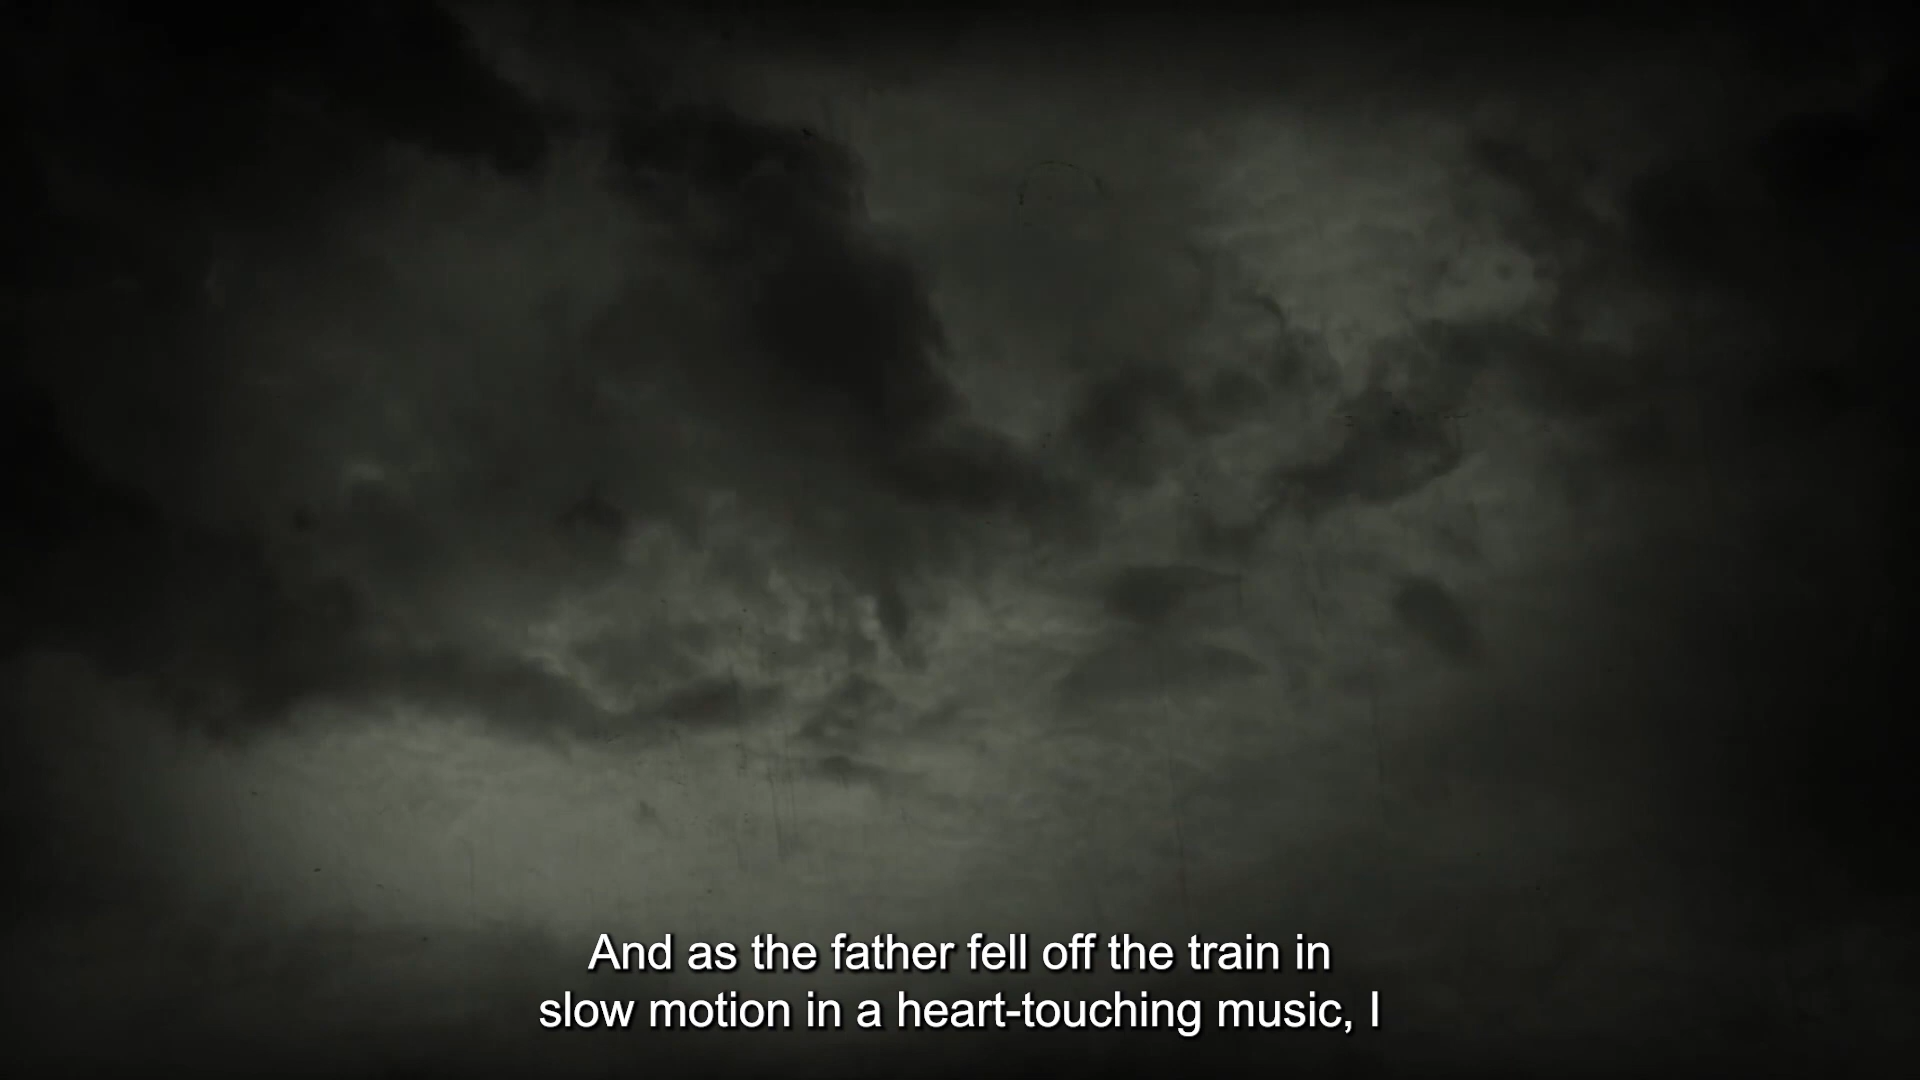 And as the father fell off the train in
slow motion in a heart-touching music, I